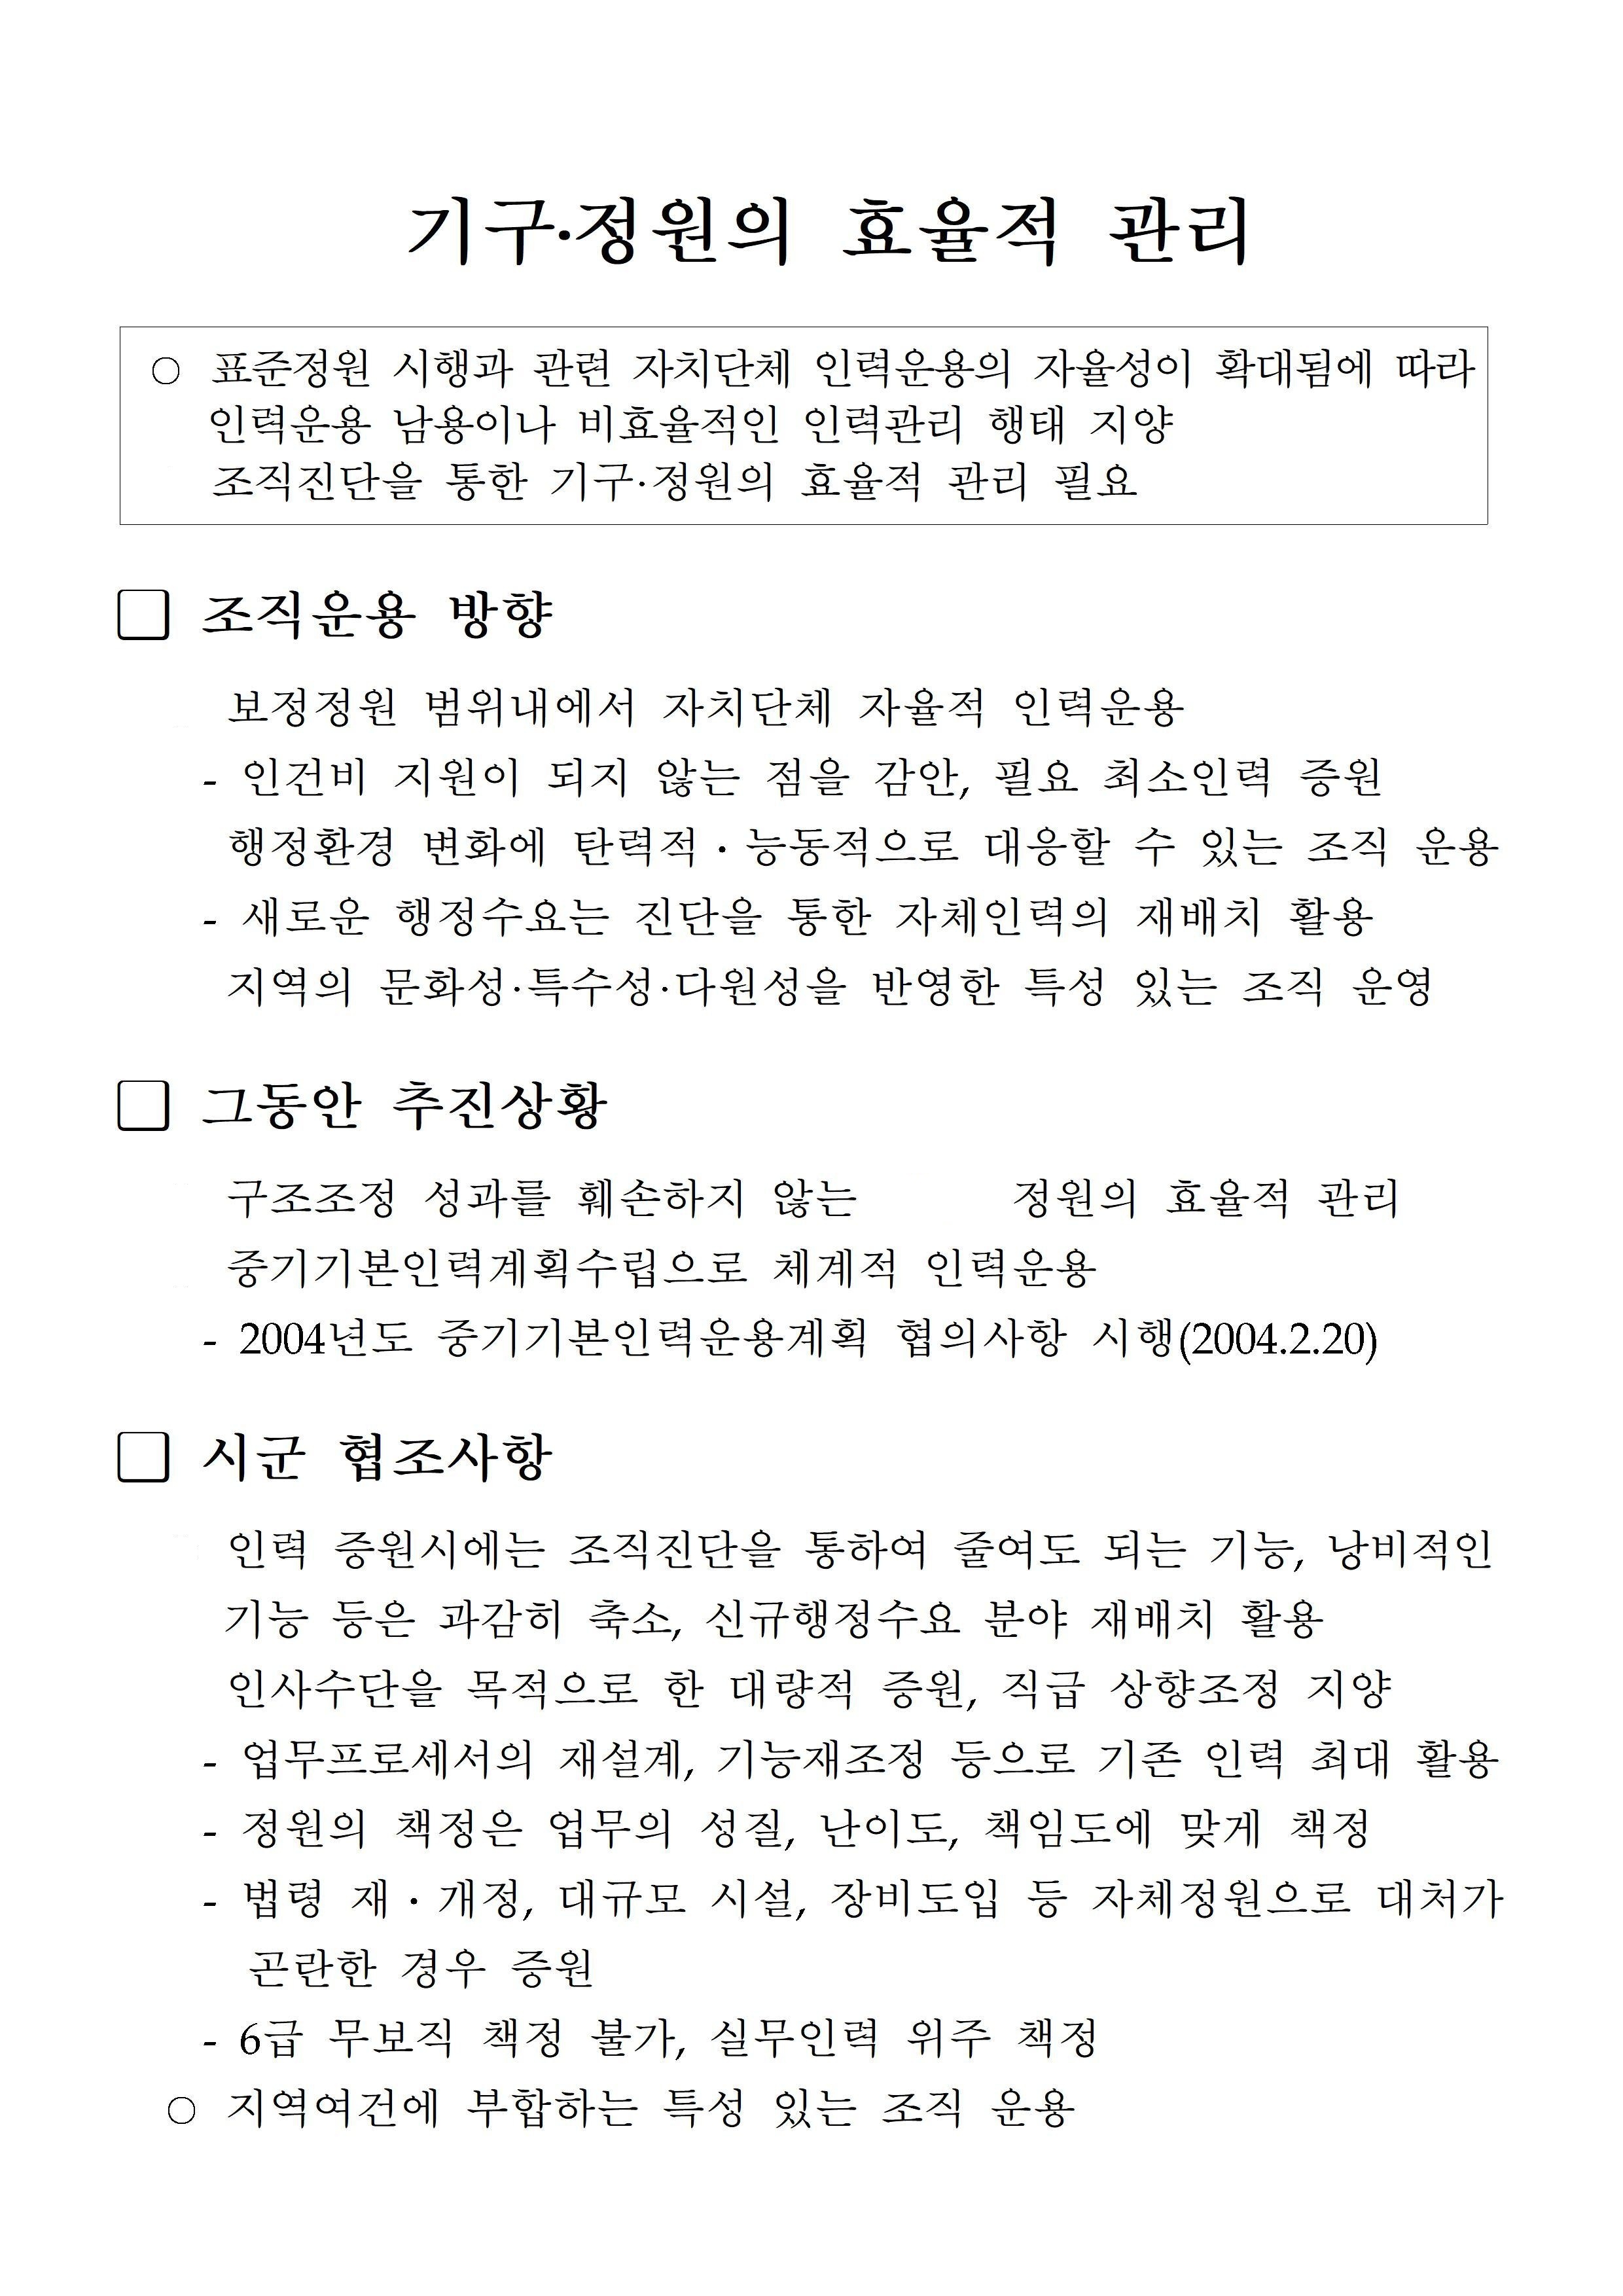 기구·정원의 효율적 관리
○ 표준정원 시행과 관련 자치단체 인력운용의 자율성이 확대됨에 따라
인력운용 남용이나 비효율적인 인력관리 행태 지양
조직진단을 통한 기구·정원의 효율적 관리 필요
□ 조직운용 방향
보정정원 범위내에서 자치단체 자율적 인력운용
- 인건비 지원이 되지 않는 점을 감안, 필요 최소인력 증원
행정환경 변화에 탄력적·능동적으로 대응할 수 있는 조직 운용
- 새로운 행정수요는 진단을 통한 자체인력의 재배치 활용
지역의 문화성·특수성·다원성을 반영한 특성 있는 조직 운영
□ 그동안 추진상황
구조조정 성과를 훼손하지 않는 정원의 효율적 관리
중기기본인력계획수립으로 체계적 인력운용
- 2004년도 중기기본인력운용계획 협의사항 시행(2004.2.20)
□ 시군 협조사항
인력 증원시에는 조직진단을 통하여 줄여도 되는 기능, 낭비적인
기능 등은 과감히 축소, 신규행정수요 분야 재배치 활용
인사수단을 목적으로 한 대량적 증원, 직급 상향조정 지양
- 업무프로세서의 재설계, 기능재조정 등으로 기존 인력 최대 활용
- 정원의 책정은 업무의 성질, 난이도, 책임도에 맞게 책정
- 법령 재·개정, 대규모 시설, 장비도입 등 자체정원으로 대처가
곤란한 경우 증원
- 6급 무보직 책정 불가, 실무인력 위주 책정
○ 지역여건에 부합하는 특성 있는 조직 운용